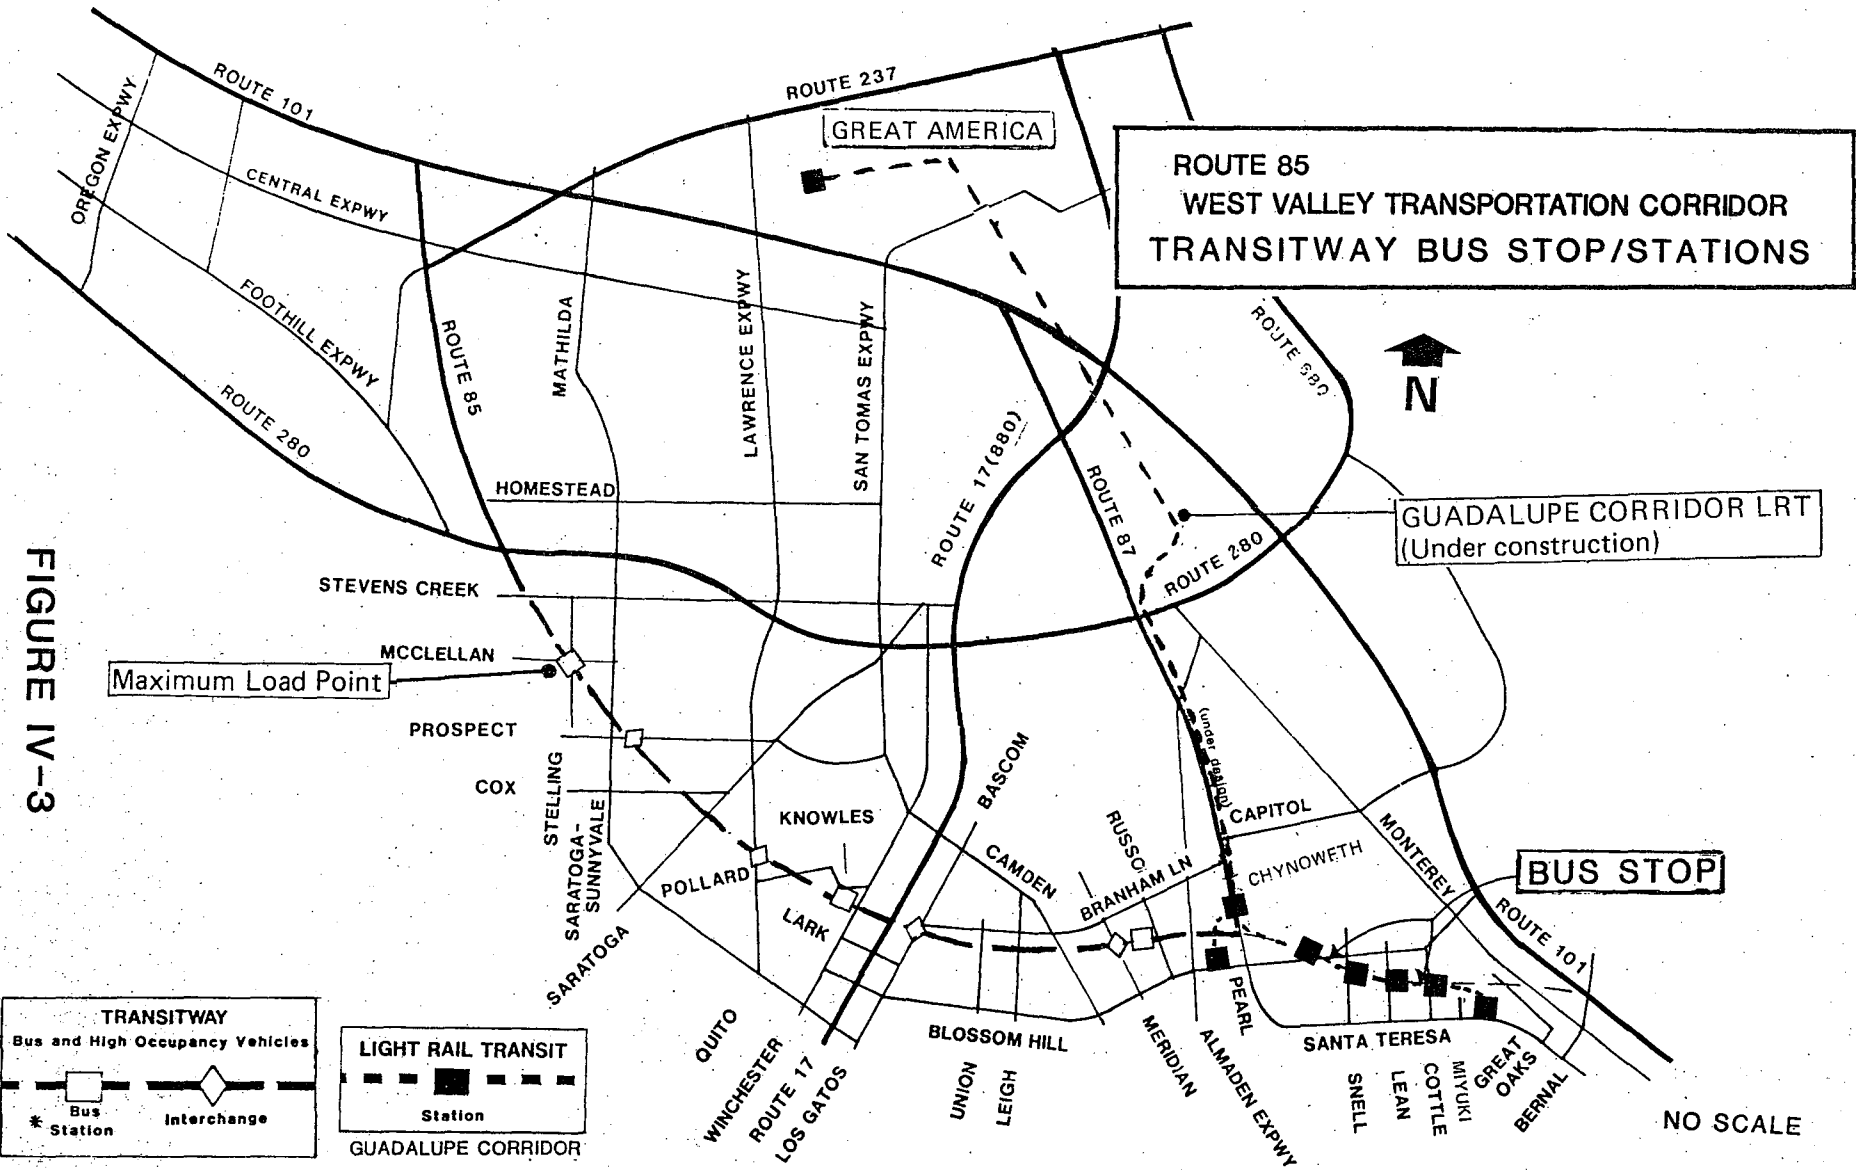 ROUTE 85
WEST VALLEY TRANSPORTATION CORRIDOR
TRANSITWAY BUS STOP/STATIONS
ROUTE 101
ROUTE 237
GREAT AMERICA
OREGON EXPWY
CENTRAL EXPWY
FOOTHILL EXPWY
ROUTE 280
ROUTE 85
MATHILDA
LAWRENCE EXPWY
SAN TOMAS EXPWY
ROUTE 17(880)
ROUTE 680
N
HOMESTEAD
ROUTE 87
ROUTE 280
GUADALUPE CORRIDOR LRT
(Under construction)
STEVENS CREEK
MCCLELLAN
Maximum Load Point
PROSPECT
COX
STELLING
SARATOGA-
SUNNYVALE
KNOWLES
BASCOM
(under design)
CAPITOL
RUSSO
CHYNOWETH
MONTEREY
BUS STOP
CAMDEN
BRANHAM LN
POLLARD
LARK
SARATOGA
ROUTE 101
QUITO
WINCHESTER
ROUTE 17
LOS GATOS
BLOSSOM HILL
UNION
LEIGH
MERIDIAN
ALMADEN EXPWY
PEARL
SANTA TERESA
SNELL
LEAN
COTTLE
MIYUKI
GREAT
OAKS
BERNAL
FIGURE IV-3
TRANSITWAY
Bus and High Occupancy Vehicles
Bus
* Station
Interchange
LIGHT RAIL TRANSIT
Station
GUADALUPE CORRIDOR
NO SCALE